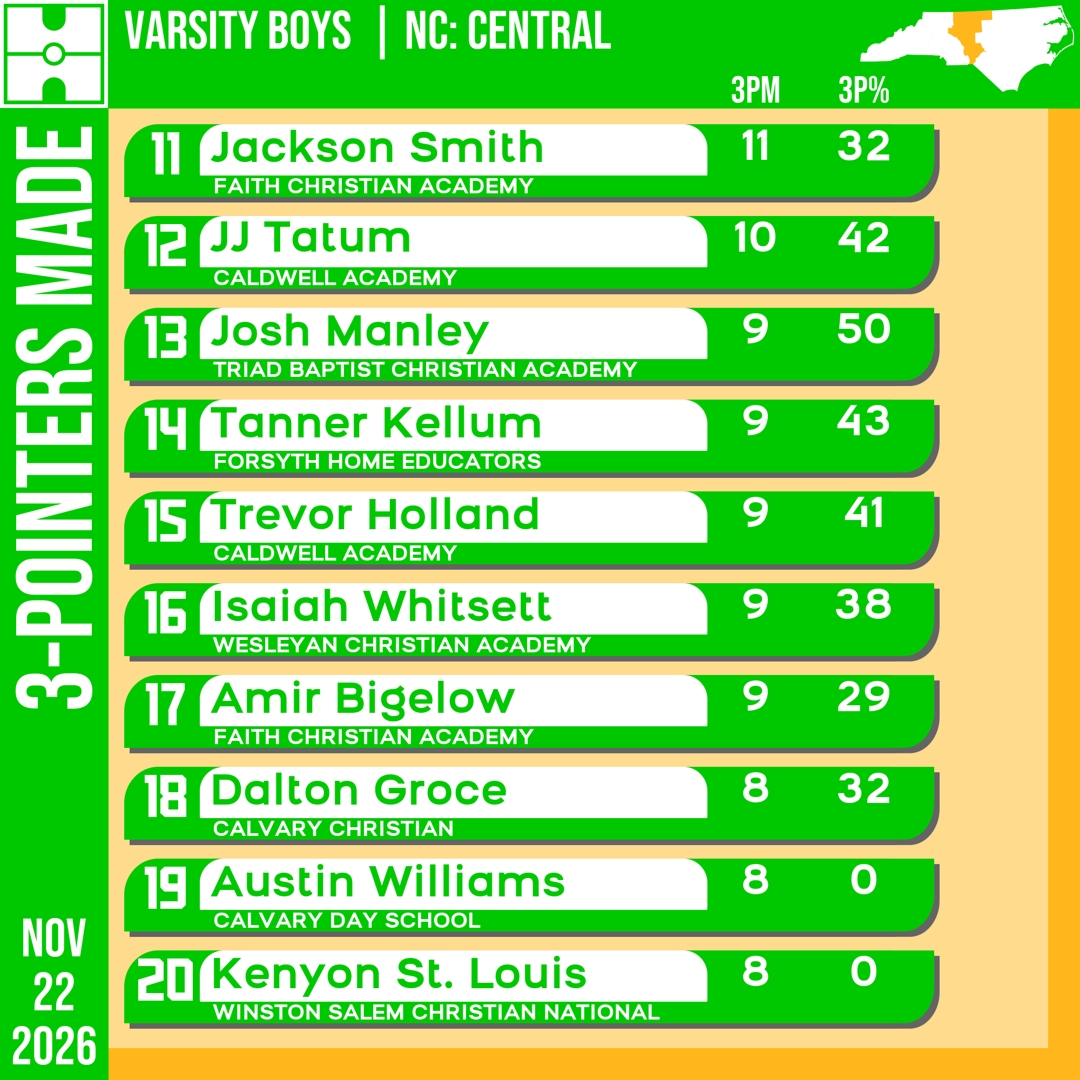 VARSITY BOYS | NC: CENTRAL
3PM 3P%
3-POINTERS MADE
11 Jackson Smith 11 32
FAITH CHRISTIAN ACADEMY
12 JJ Tatum 10 42
CALDWELL ACADEMY
13 Josh Manley 9 50
TRIAD BAPTIST CHRISTIAN ACADEMY
14 Tanner Kellum 9 43
FORSYTH HOME EDUCATORS
15 Trevor Holland 9 41
CALDWELL ACADEMY
16 Isaiah Whitsett 9 38
WESLEYAN CHRISTIAN ACADEMY
17 Amir Bigelow 9 29
FAITH CHRISTIAN ACADEMY
18 Dalton Groce 8 32
CALVARY CHRISTIAN
19 Austin Williams 8 0
CALVARY DAY SCHOOL
20 Kenyon St. Louis 8 0
WINSTON SALEM CHRISTIAN NATIONAL
NOV
22
2026